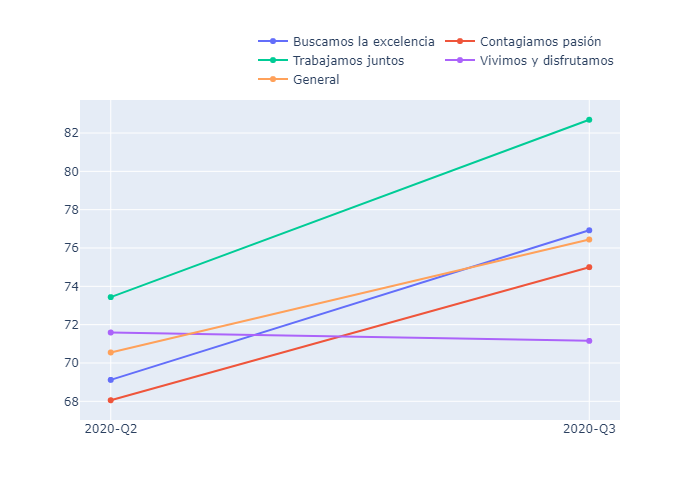 Buscamos la excelencia Contagiamos pasión
Trabajamos juntos Vivimos y disfrutamos
General
82
80
78
76
74
72
70
68
2020-Q2 2020-Q3